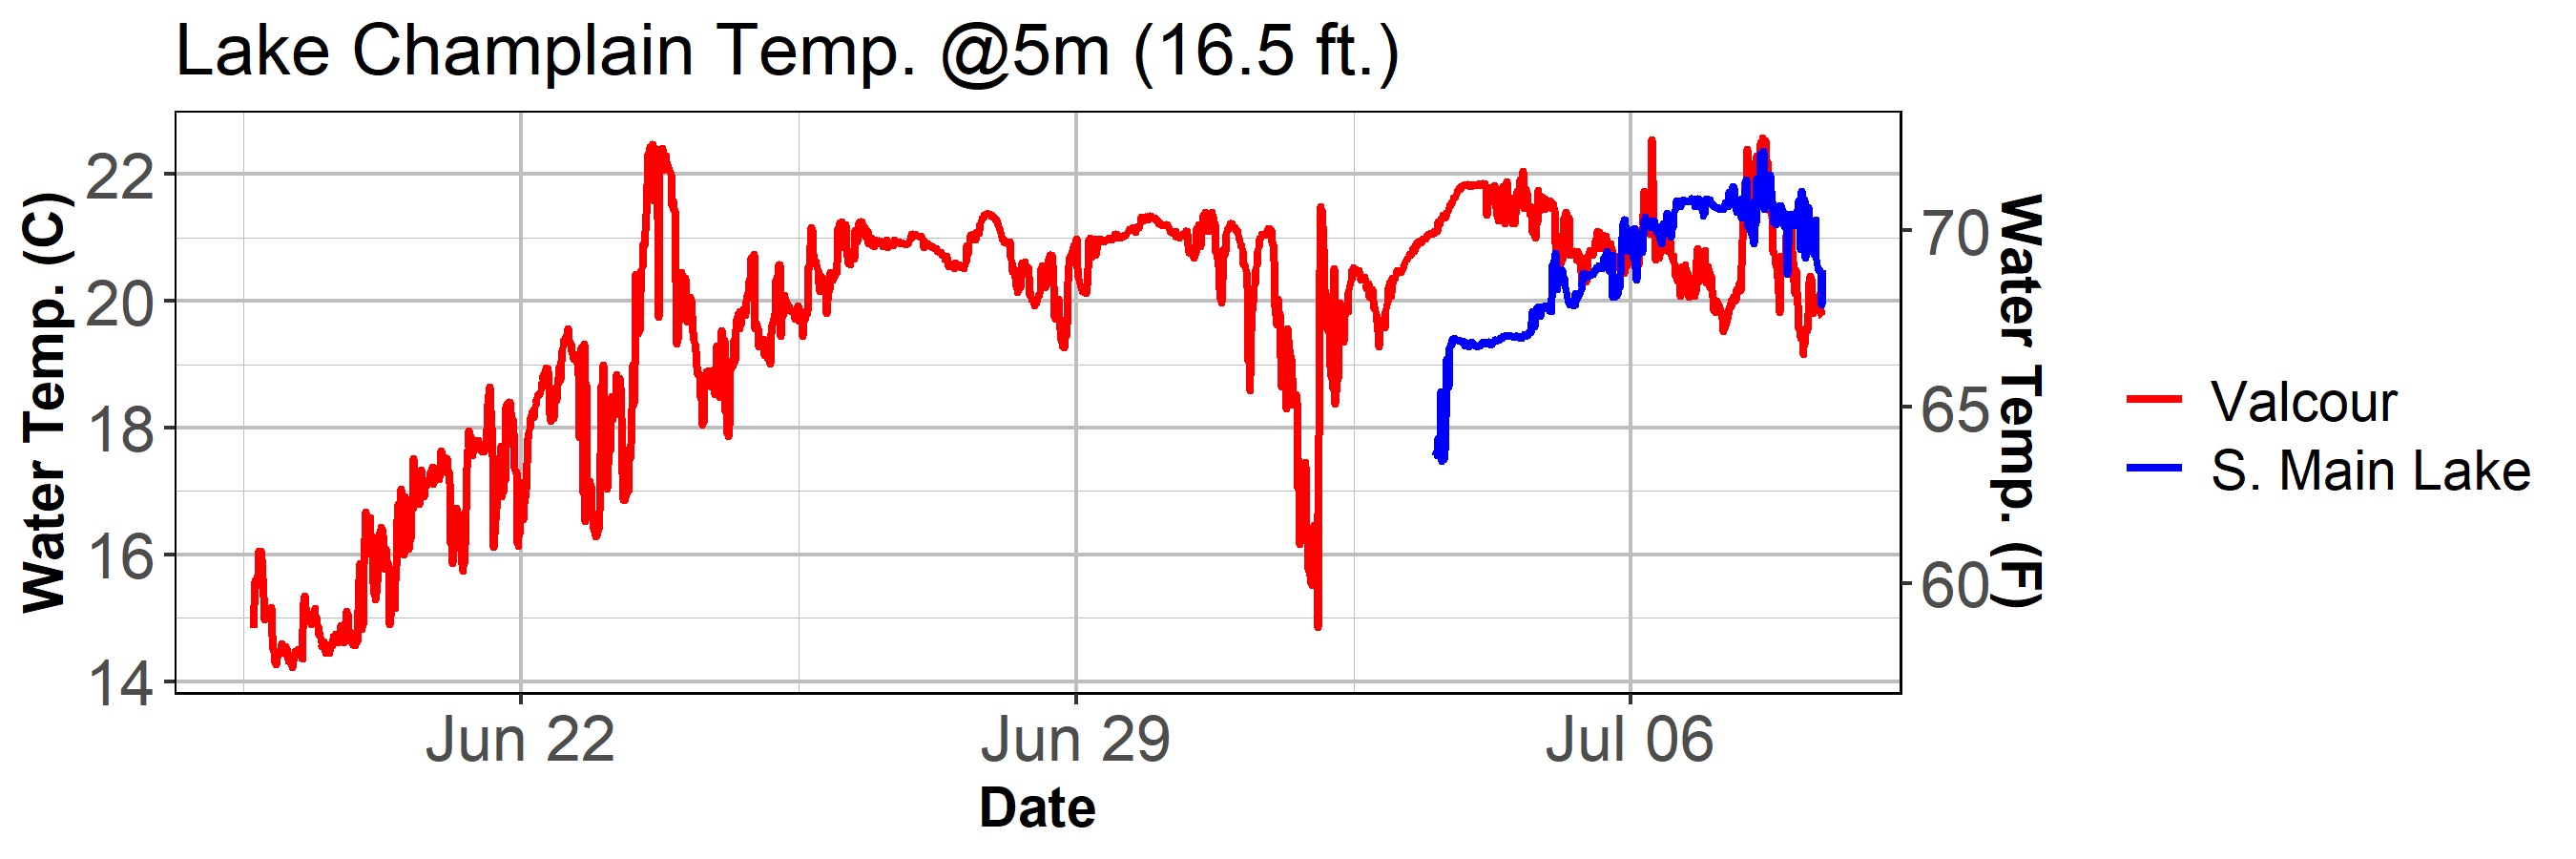 Lake Champlain Temp. @5m (16.5 ft.)
Water Temp. (C)
22
20
18
16
14
70
65
60
Water Temp. (F)
Jun 22
Jun 29
Jul 06
Date
Valcour
S. Main Lake